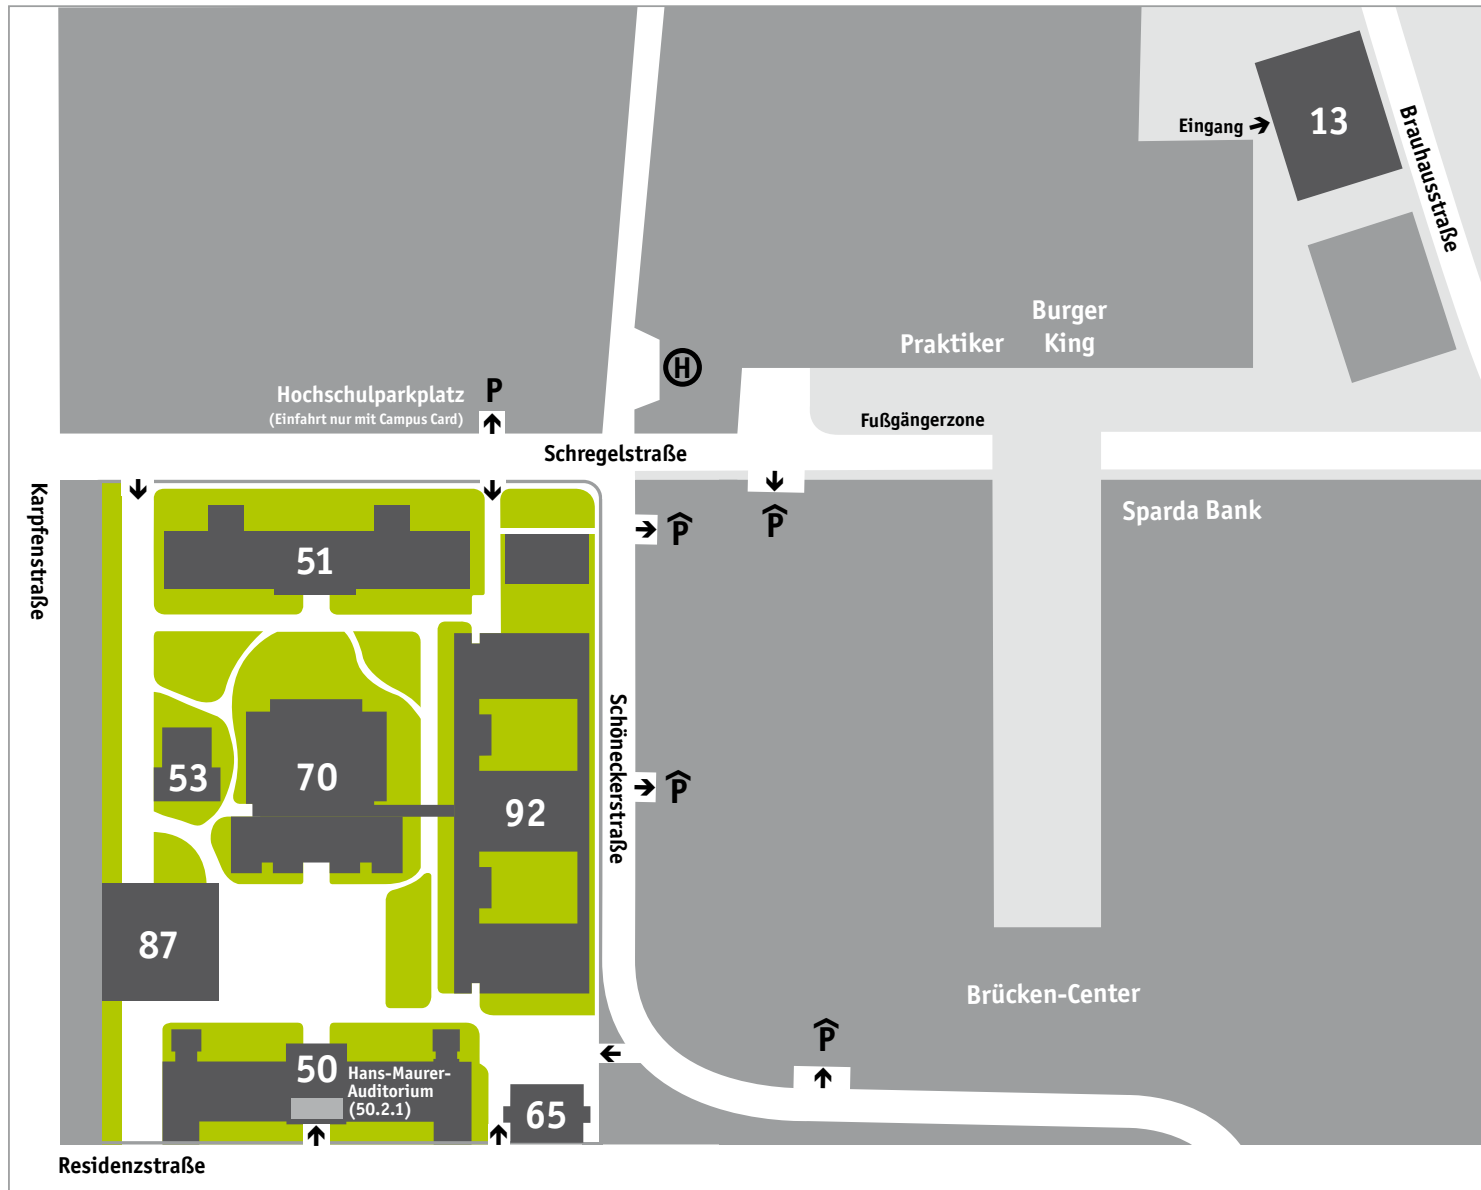 13
Eingang
Brauhausstraße
Burger
King
Praktiker
H
Hochschulparkplatz
(Einfahrt nur mit Campus Card)
P
Fußgängerzone
Schregelstraße
Karpfenstraße
Sparda Bank
P
P
51
53
70
92
Schöneckerstraße
P
87
Brücken-Center
P
50
Hans-Maurer-
Auditorium
(50.2.1)
65
Residenzstraße